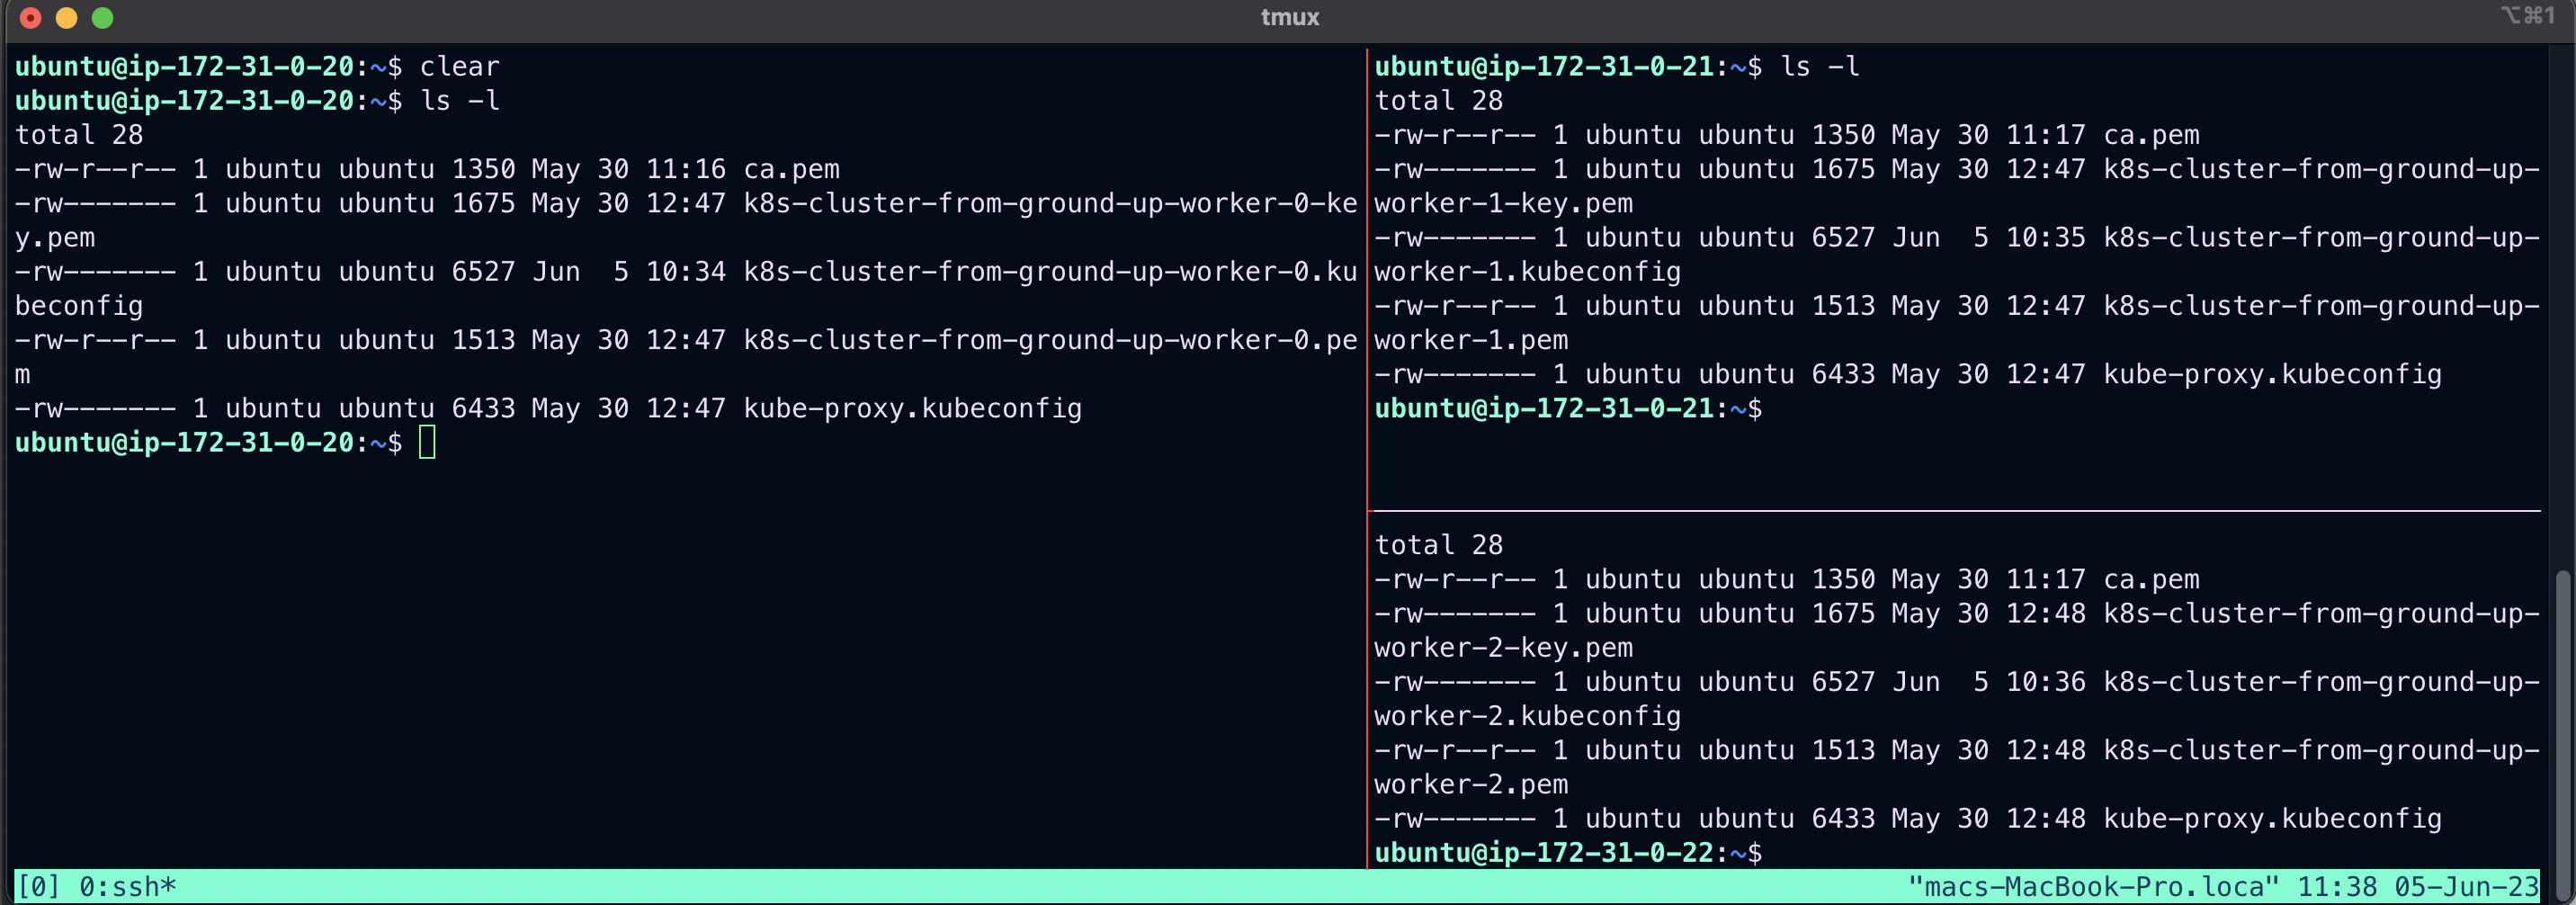 tmux
⌥⌘1
ubuntu@ip-172-31-0-20:~$ clear
ubuntu@ip-172-31-0-20:~$ ls -l
total 28
-rw-r--r-- 1 ubuntu ubuntu 1350 May 30 11:16 ca.pem
-rw------- 1 ubuntu ubuntu 1675 May 30 12:47 k8s-cluster-from-ground-up-worker-0-ke
y.pem
-rw------- 1 ubuntu ubuntu 6527 Jun  5 10:34 k8s-cluster-from-ground-up-worker-0.ku
beconfig
-rw-r--r-- 1 ubuntu ubuntu 1513 May 30 12:47 k8s-cluster-from-ground-up-worker-0.pe
m
-rw------- 1 ubuntu ubuntu 6433 May 30 12:47 kube-proxy.kubeconfig
ubuntu@ip-172-31-0-20:~$
ubuntu@ip-172-31-0-21:~$ ls -l
total 28
-rw-r--r-- 1 ubuntu ubuntu 1350 May 30 11:17 ca.pem
-rw------- 1 ubuntu ubuntu 1675 May 30 12:47 k8s-cluster-from-ground-up-
worker-1-key.pem
-rw------- 1 ubuntu ubuntu 6527 Jun  5 10:35 k8s-cluster-from-ground-up-
worker-1.kubeconfig
-rw-r--r-- 1 ubuntu ubuntu 1513 May 30 12:47 k8s-cluster-from-ground-up-
worker-1.pem
-rw------- 1 ubuntu ubuntu 6433 May 30 12:47 kube-proxy.kubeconfig
ubuntu@ip-172-31-0-21:~$
total 28
-rw-r--r-- 1 ubuntu ubuntu 1350 May 30 11:17 ca.pem
-rw------- 1 ubuntu ubuntu 1675 May 30 12:48 k8s-cluster-from-ground-up-
worker-2-key.pem
-rw------- 1 ubuntu ubuntu 6527 Jun  5 10:36 k8s-cluster-from-ground-up-
worker-2.kubeconfig
-rw-r--r-- 1 ubuntu ubuntu 1513 May 30 12:48 k8s-cluster-from-ground-up-
worker-2.pem
-rw------- 1 ubuntu ubuntu 6433 May 30 12:48 kube-proxy.kubeconfig
ubuntu@ip-172-31-0-22:~$
[0] 0:ssh* "macs-MacBook-Pro.loca" 11:38 05-Jun-23